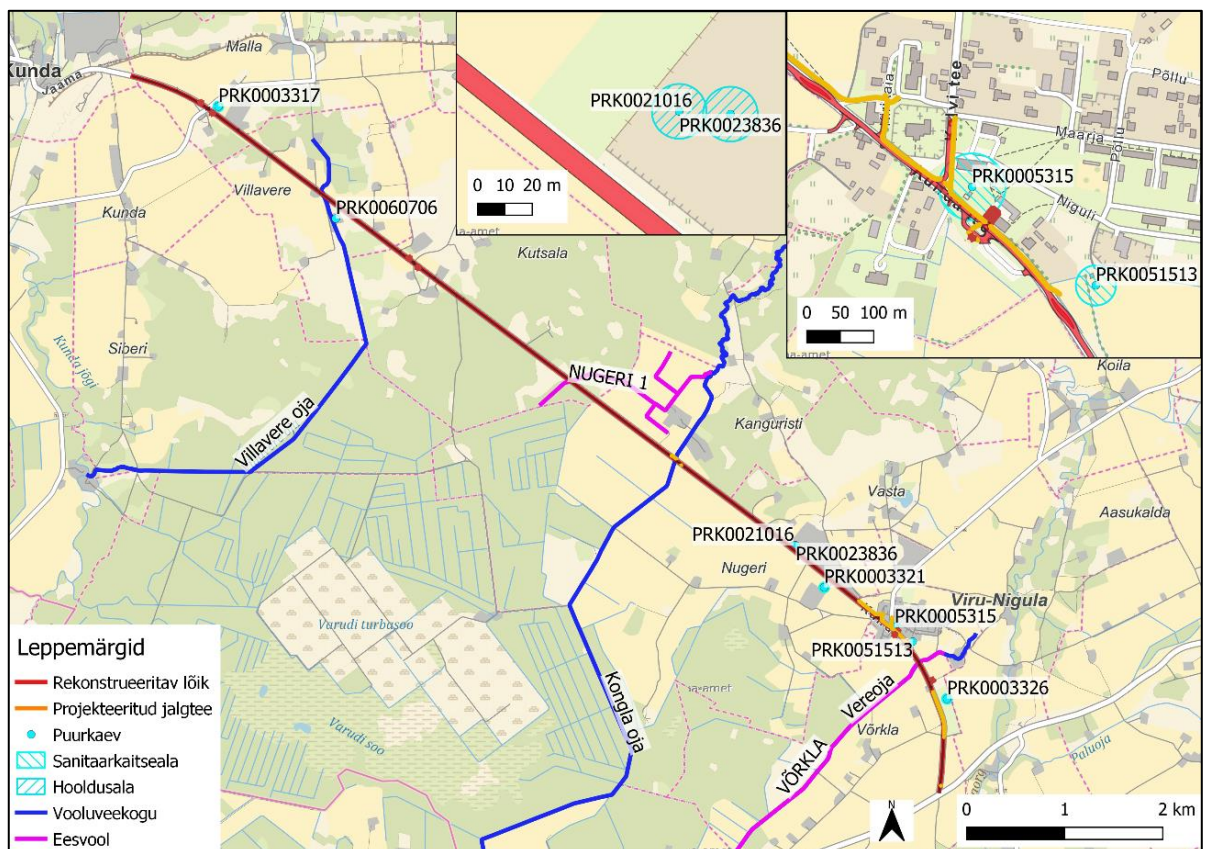 Malla
Kunda
Jaama
PRK0003317
Villavere
Kunda
PRK0060706
Kutsala
a-amet
Siberi
Kunda jõgi
Villavere oja
NUGERI 1
Kanguristi
Koila
Vasta
Aasukalda
PRK0021016
PRK0023836
Nugeri
PRK0003321
Viru-Nigula
PRK0005315
PRK0051513
PRK0003326
Varudi turbasoo
Varudi soo
Kongla oja
Vereoja
VÕRKLA
Võrkla
Paluoja
PRK0021016
PRK0023836
0 10 20 m
Põllu
Maarja
Põllu
PRK0005315
Niguli
PRK0051513
0 50 100 m
Leppemärgid
Rekonstrueeritav lõik
Projekteeritud jalgtee
Puurkaev
Sanitaarkaitseala
Hooldusala
Vooluveekogu
Eesvool
N
0 1 2 km